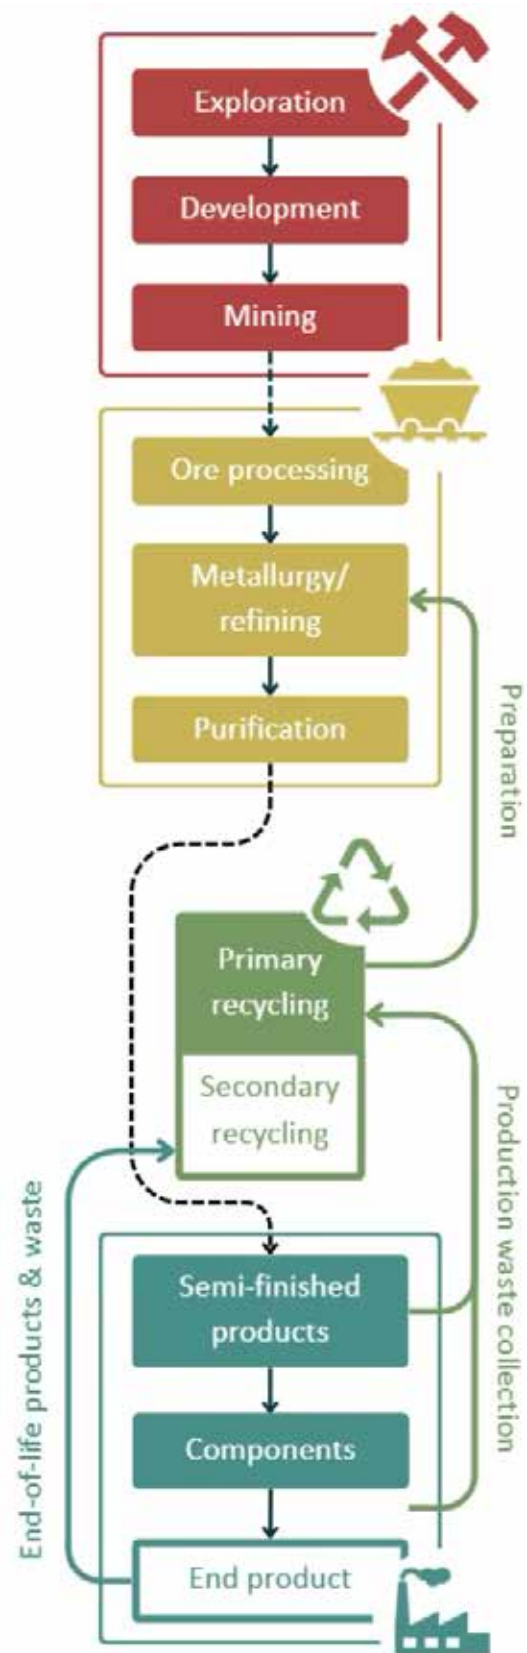 Exploration
Development
Mining
Ore processing
Metallurgy/
refining
Purification
Preparation
Primary
recycling
Secondary
recycling
Production waste collection
End-of-life products & waste
Semi-finished
products
Components
End product